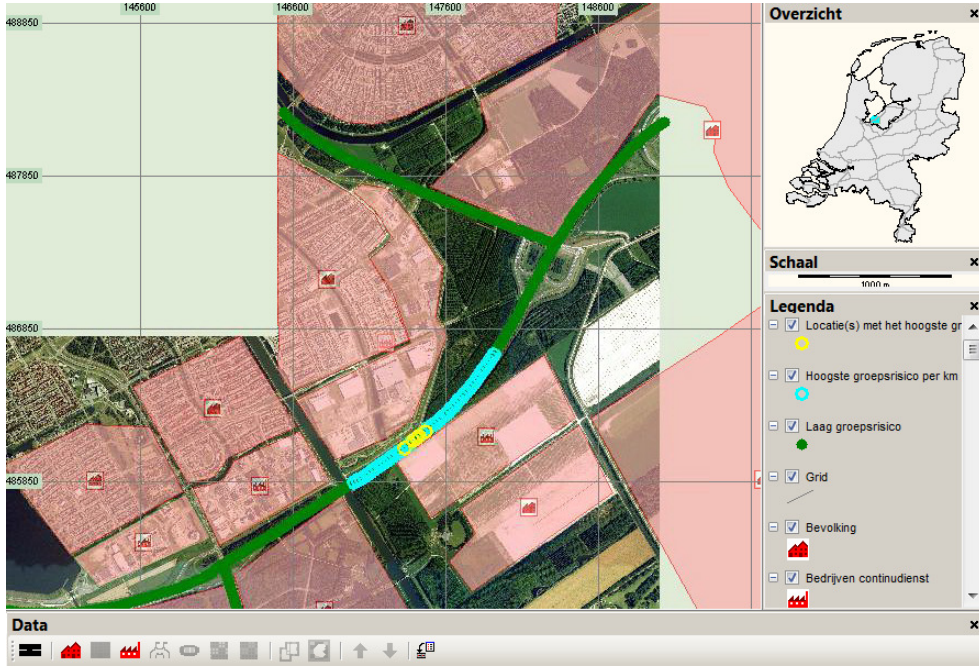 146600
146600
147600
148600
488850
487850
486850
485850
Overzicht
Schaal
1000 m
Legenda
Locatie(s) met het hoogste gr
Hoogste groepsrisico per km
Laag groepsrisico
Grid
Bevolking
Bedrijven continudienst
Data